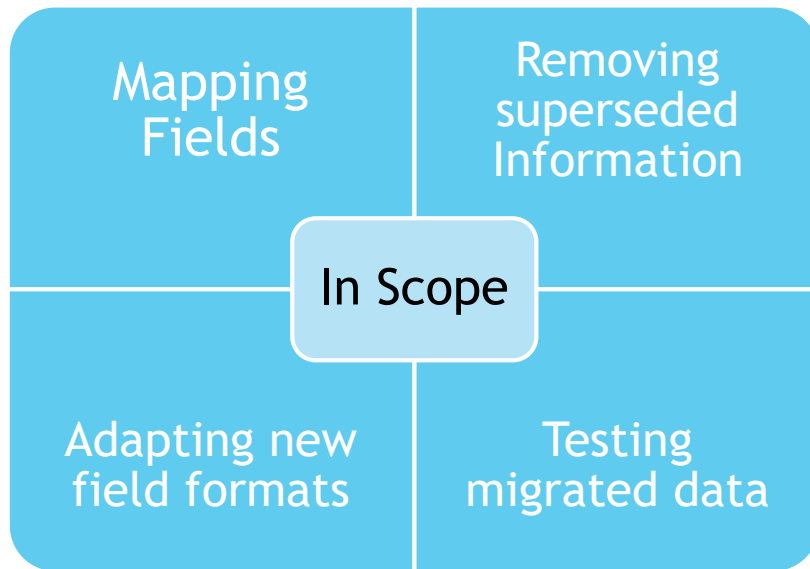 Mapping
Fields
Removing
superseded
Information
In Scope
Adapting new
field formats
Testing
migrated data